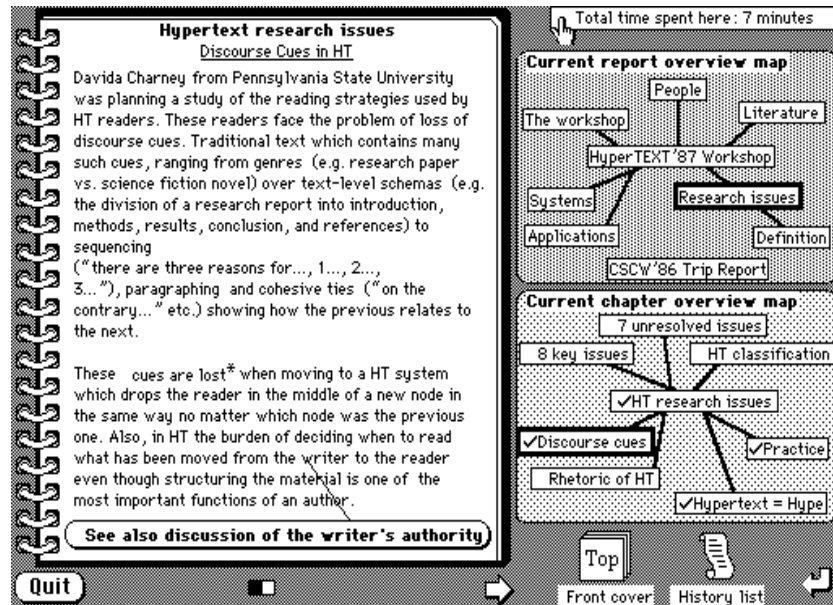 Hypertext research issues
Discourse Cues in HT
Davida Charney from Pennsylvania State University
was planning a study of the reading strategies used by
HT readers. These readers face the problem of loss of
discourse cues. Traditional text which contains many
such cues, ranging from genres (e.g. research paper
vs. science fiction novel) over text-level schemas (e.g.
the division of a research report into introduction,
methods, results, conclusion, and references) to
sequencing
("there are three reasons for..., 1..., 2...,
3..."), paragraphing and cohesive ties ("on the
contrary..." etc.) showing how the previous relates to
the next.
These cues are lost* when moving to a HT system
which drops the reader in the middle of a new node in
the same way no matter which node was the previous
one. Also, in HT the burden of deciding when to read
what has been moved from the writer to the reader
even though structuring the material is one of the
most important functions of an author.
See also discussion of the writer's authority
Quit
Total time spent here: 7 minutes
Current report overview map
People
The workshop
Literature
HyperTEXT'87 Workshop
Systems
Research issues
Applications
Definition
CSCW'86 Trip Report
Current chapter overview map
7 unresolved issues
8 key issues
HT classification
✓HT research issues
✓Discourse cues
✓Practice
Rhetoric of HT
✓Hypertext = Hype
Top
Front cover
History list